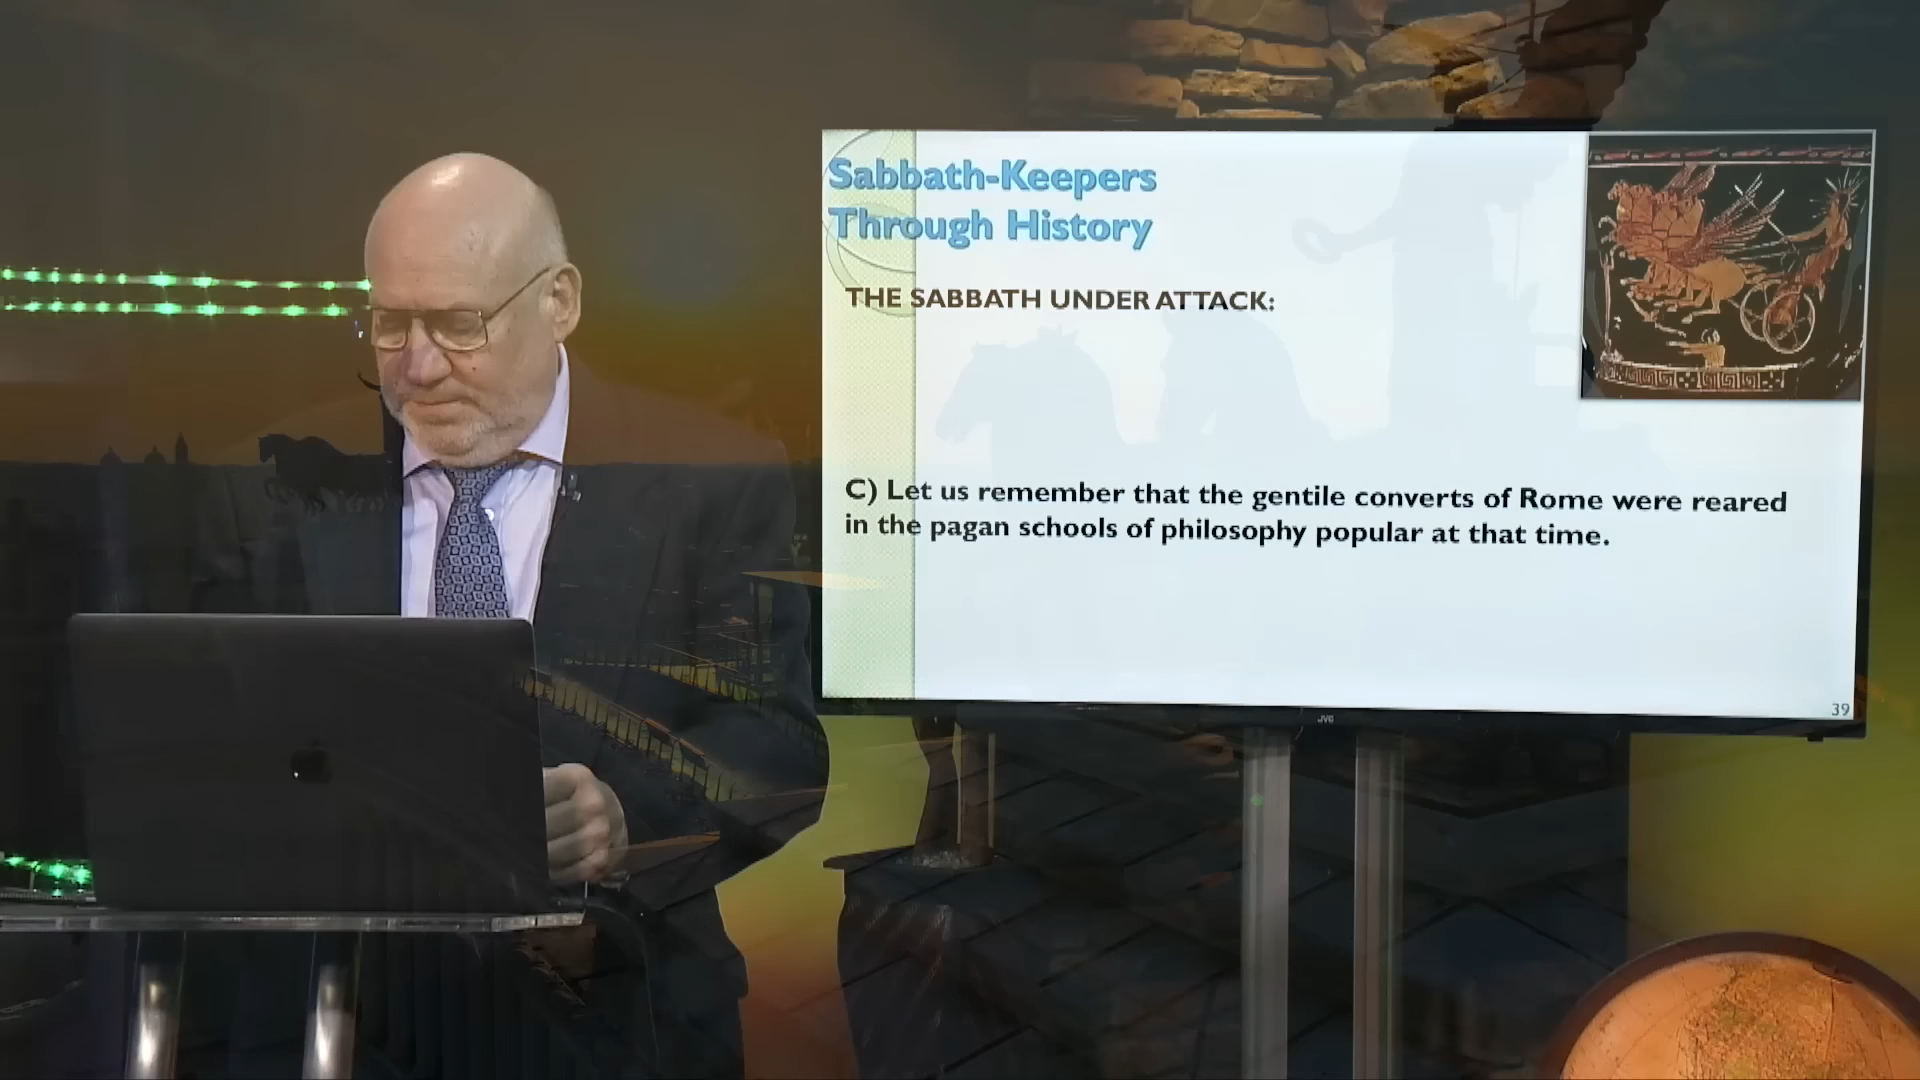 Sabbath-Keepers
Through History
THE SABBATH UNDER ATTACK:
C) Let us remember that the gentile converts of Rome were reared
in the pagan schools of philosophy popular at that time.
39
JVC